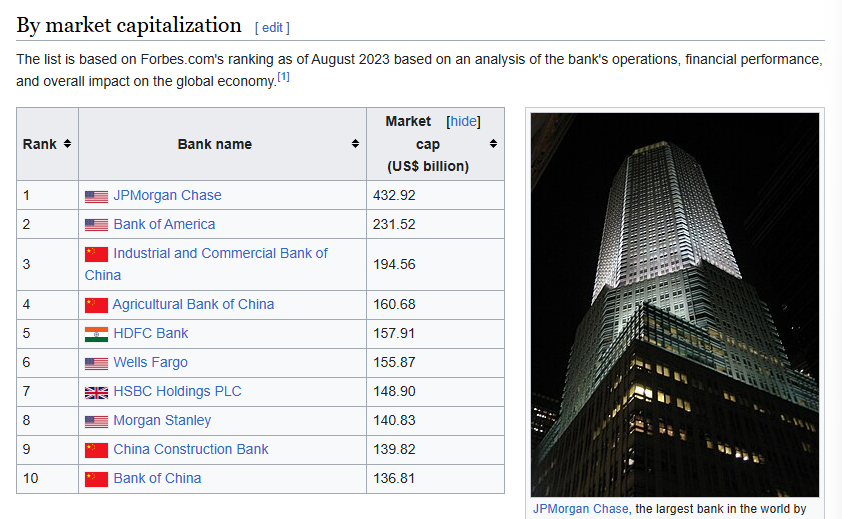 By market capitalization [ edit ]
The list is based on Forbes.com's ranking as of August 2023 based on an analysis of the bank's operations, financial performance,
and overall impact on the global economy.[1]
Rank Bank name Market [hide]
cap
(US$ billion)
1 JPMorgan Chase 432.92
2 Bank of America 231.52
3 Industrial and Commercial Bank of
China 194.56
4 Agricultural Bank of China 160.68
5 HDFC Bank 157.91
6 Wells Fargo 155.87
7 HSBC Holdings PLC 148.90
8 Morgan Stanley 140.83
9 China Construction Bank 139.82
10 Bank of China 136.81
JPMorgan Chase, the largest bank in the world by